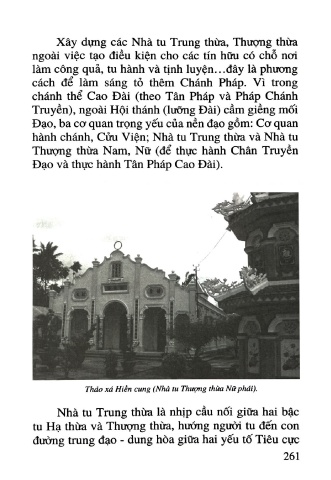 Xây dựng các Nhà tu Trung thừa, Thượng thừa
ngoài việc tạo điều kiện cho các tín hữu có chỗ nơi
làm công quả, tu hành và tịnh luyện…đây là phương
cách để làm sáng tỏ thêm Chánh Pháp. Vì trong
chánh thể Cao Đài (theo Tân Pháp và Pháp Chánh
Truyền), ngoài Hội thánh (lưỡng Đài) cầm giềng mối
Đạo, ba cơ quan trọng yếu của nền đạo gồm: Cơ quan
hành chánh, Cửu Viện; Nhà tu Trung thừa và Nhà tu
Thượng thừa Nam, Nữ (để thực hành Chân Truyền
Đạo và thực hành Tân Pháp Cao Đài).
Thảo xá Hiền cung (Nhà tu Thượng thừa Nữ phái).
Nhà tu Trung thừa là nhịp cầu nối giữa hai bậc
tu Hạ thừa và Thượng thừa, hướng người tu đến con
đường trung đạo - dung hòa giữa hai yếu tố Tiêu cực
261